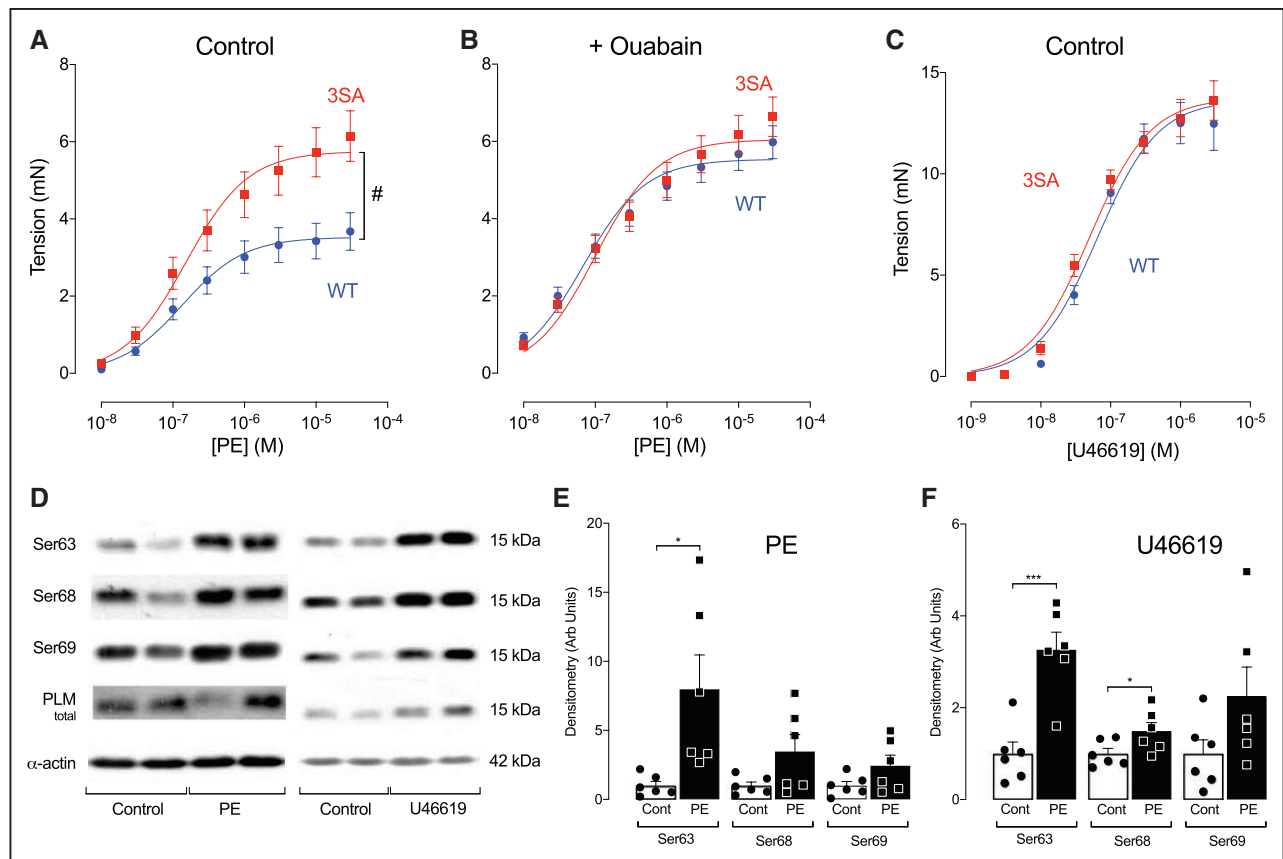 A
Control
8
6
4
2
0
Tension (mN)
3SA
WT
#
10-8
10-7
10-6
10-5
10-4
[PE] (M)
B
+ Ouabain
8
6
4
2
0
3SA
WT
10-8
10-7
10-6
10-5
10-4
[PE] (M)
C
Control
15
10
5
0
Tension (mN)
3SA
WT
10-9
10-8
10-7
10-6
10-5
[U46619] (M)
D
Ser63
15 kDa
Ser68
15 kDa
Ser69
15 kDa
PLM
total
15 kDa
α-actin
42 kDa
Control
PE
Control
U46619
E
PE
20
15
10
5
0
Densitometry (Arb Units)
*
Cont
PE
Cont
PE
Cont
PE
Ser63
Ser68
Ser69
F
U46619
6
4
2
0
Densitometry (Arb Units)
***
*
Cont
PE
Cont
PE
Cont
PE
Ser63
Ser68
Ser69